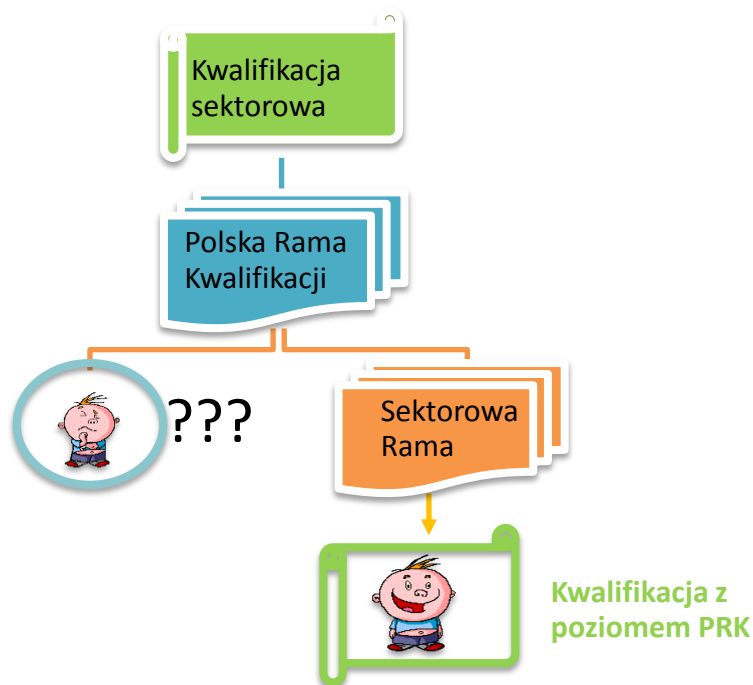 Kwalifikacja
sektorowa
Polska Rama
Kwalifikacji
???
Sektorowa
Rama
Kwalifikacja z
poziomem PRK